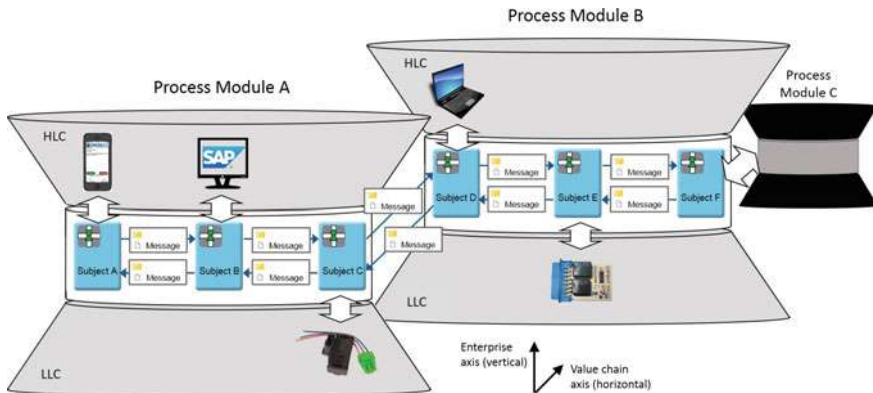 Process Module B
HLC
Process
Module C
Process Module A
HLC
SAP
Message
Message
Subject D
Message
Message
Subject E
Message
Message
Subject F
Message
Message
Subject A
Message
Message
Subject B
Message
Message
Subject C
LLC
LLC
Enterprise
axis (vertical)
Value chain
axis (horizontal)